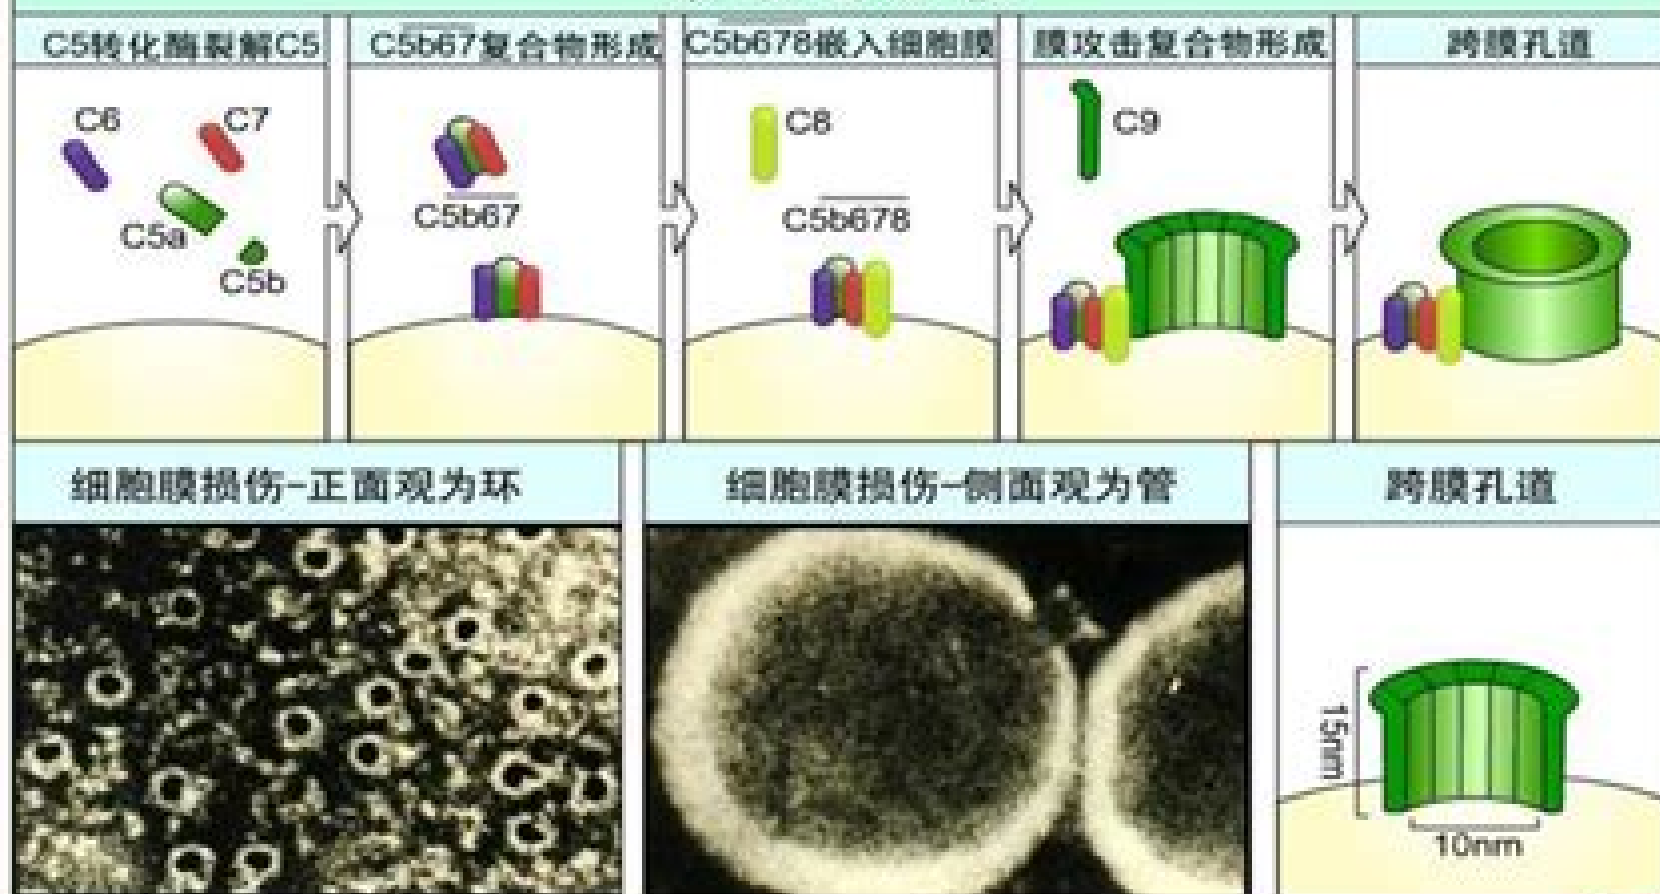 C5转化酶裂解C5
C5b67复合物形成
C5b678嵌入细胞膜
膜攻击复合物形成
跨膜孔道
C6
C7
C5a
C5b
C5b67
C8
C5b678
C9
细胞膜损伤-正面观为环
细胞膜损伤-侧面观为管
跨膜孔道
15nm
10nm